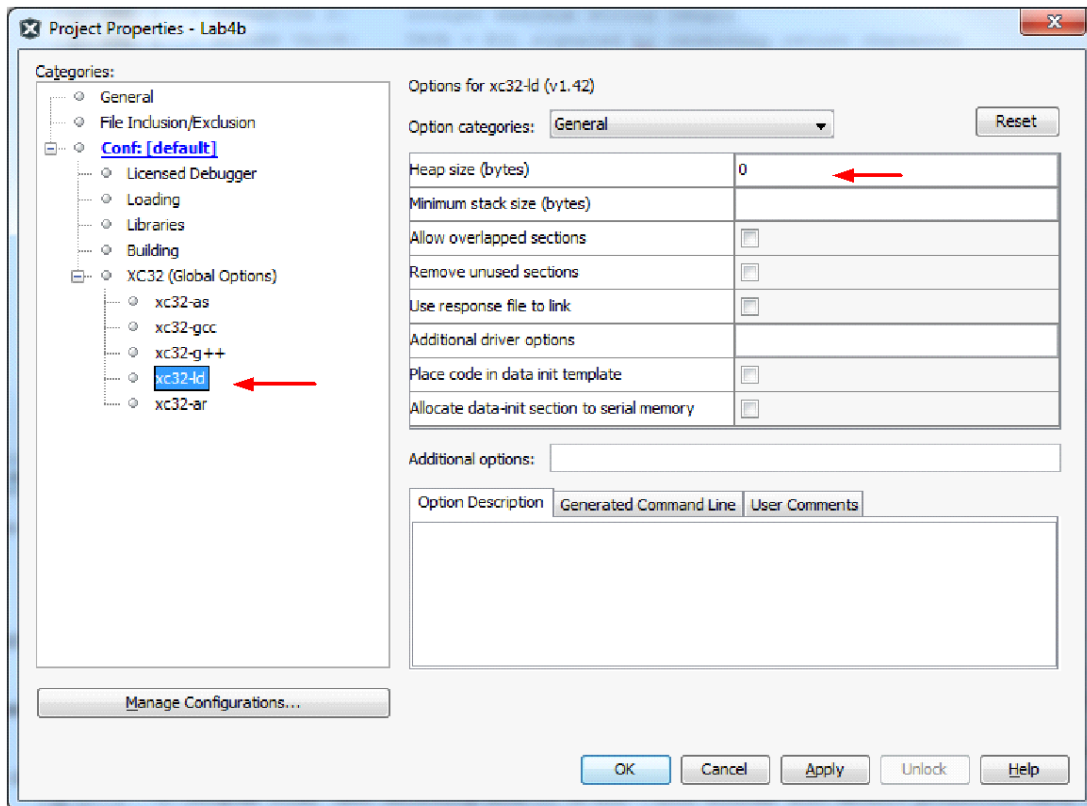 Project Properties - Lab4b
Categories:
General
File Inclusion/Exclusion
Conf: [default]
Licensed Debugger
Loading
Libraries
Building
XC32 (Global Options)
xc32-as
xc32-gcc
xc32-g++
xc32-ld
xc32-ar
Manage Configurations...
Options for xc32-ld (v1.42)
Option categories: General Reset
Heap size (bytes) 0
Minimum stack size (bytes)
Allow overlapped sections
Remove unused sections
Use response file to link
Additional driver options
Place code in data init template
Allocate data-init section to serial memory
Additional options:
Option Description Generated Command Line User Comments
OK Cancel Apply Unlock Help